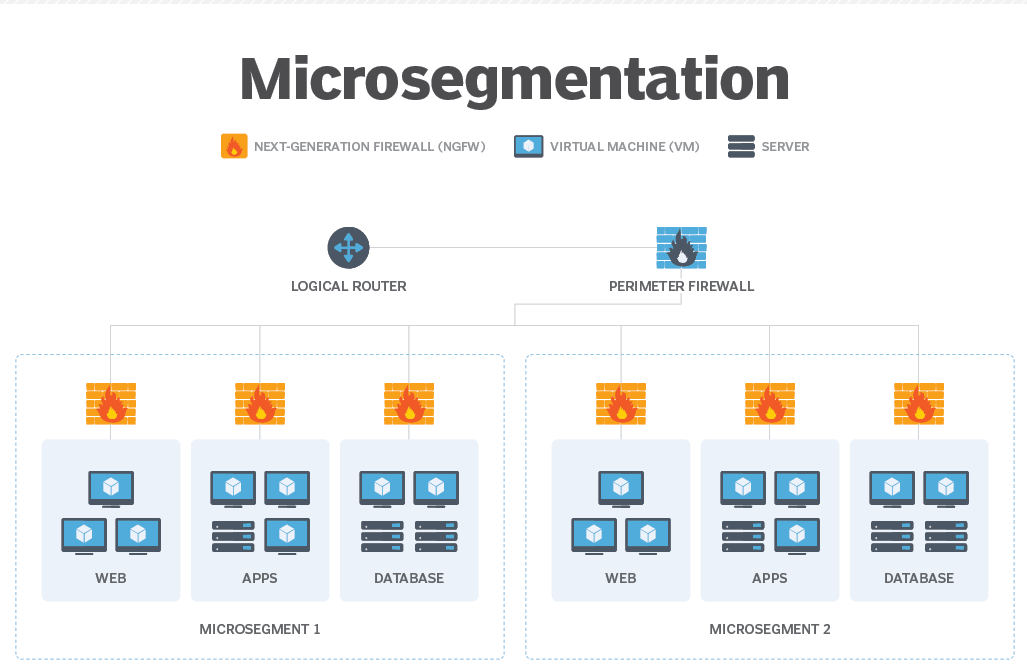 Microsegmentation
NEXT-GENERATION FIREWALL (NGFW) VIRTUAL MACHINE (VM) SERVER
LOGICAL ROUTER PERIMETER FIREWALL
WEB APPS DATABASE WEB APPS DATABASE
MICROSEGMENT 1 MICROSEGMENT 2